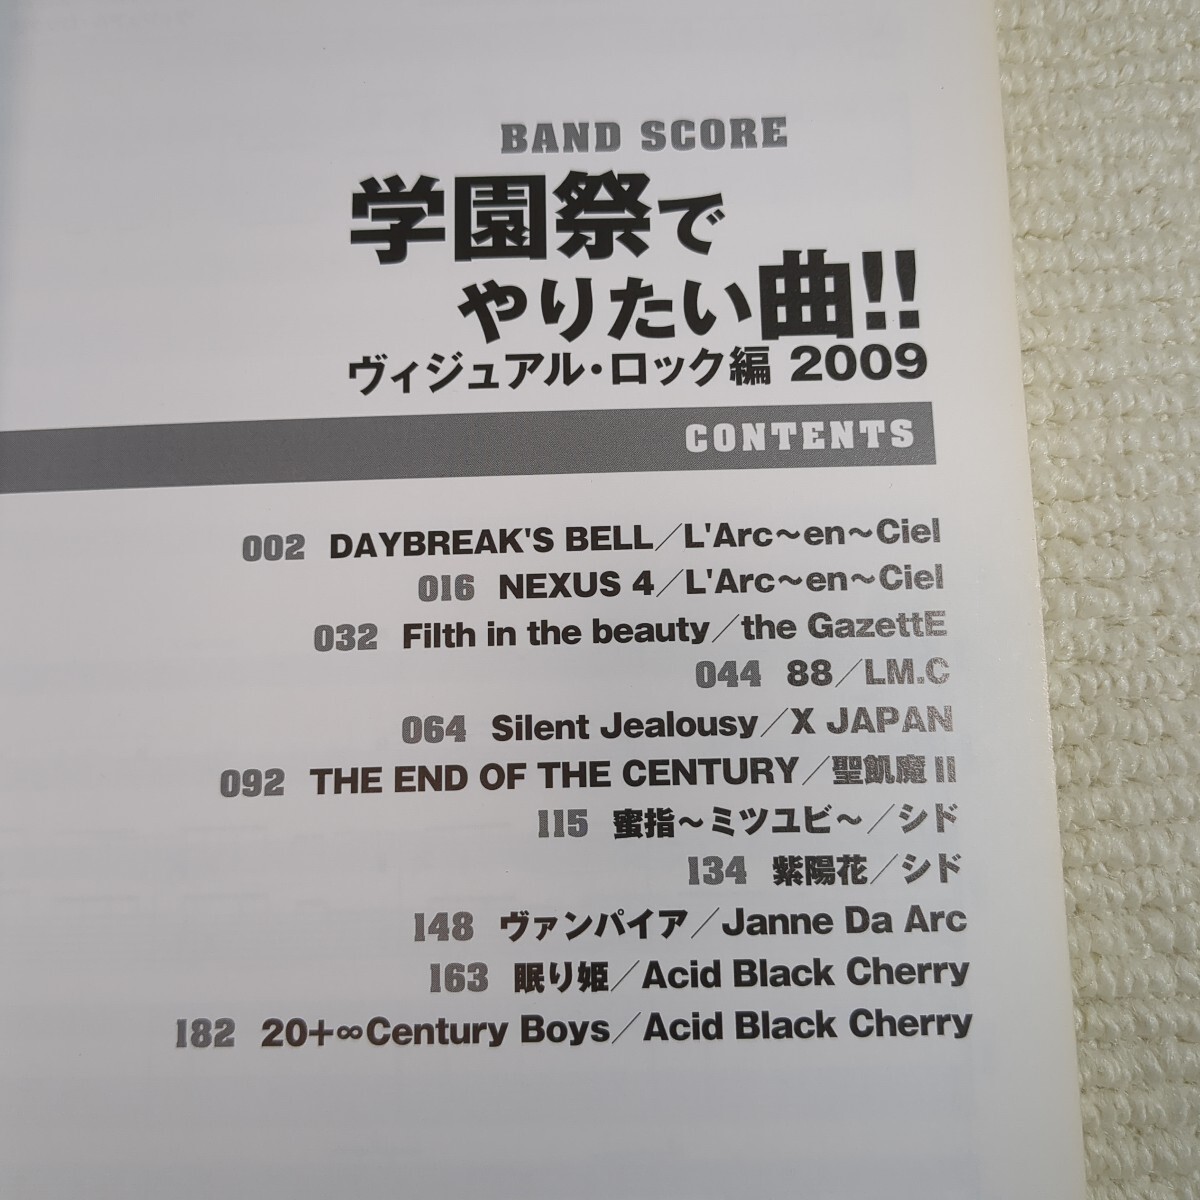 BAND SCORE
学園祭で
やりたい曲!!
ヴィジュアル・ロック編 2009
CONTENTS
002 DAYBREAK'S BELL／L'Arc～en～Ciel
016 NEXUS 4／L'Arc～en～Ciel
032 Filth in the beauty／the GazettE
044 88／LM.C
064 Silent Jealousy／X JAPAN
092 THE END OF THE CENTURY／聖飢魔II
115 蜜指～ミツユビ～／シド
134 紫陽花／シド
148 ヴァンパイア／Janne Da Arc
163 眠り姫／Acid Black Cherry
182 20+∞Century Boys／Acid Black Cherry